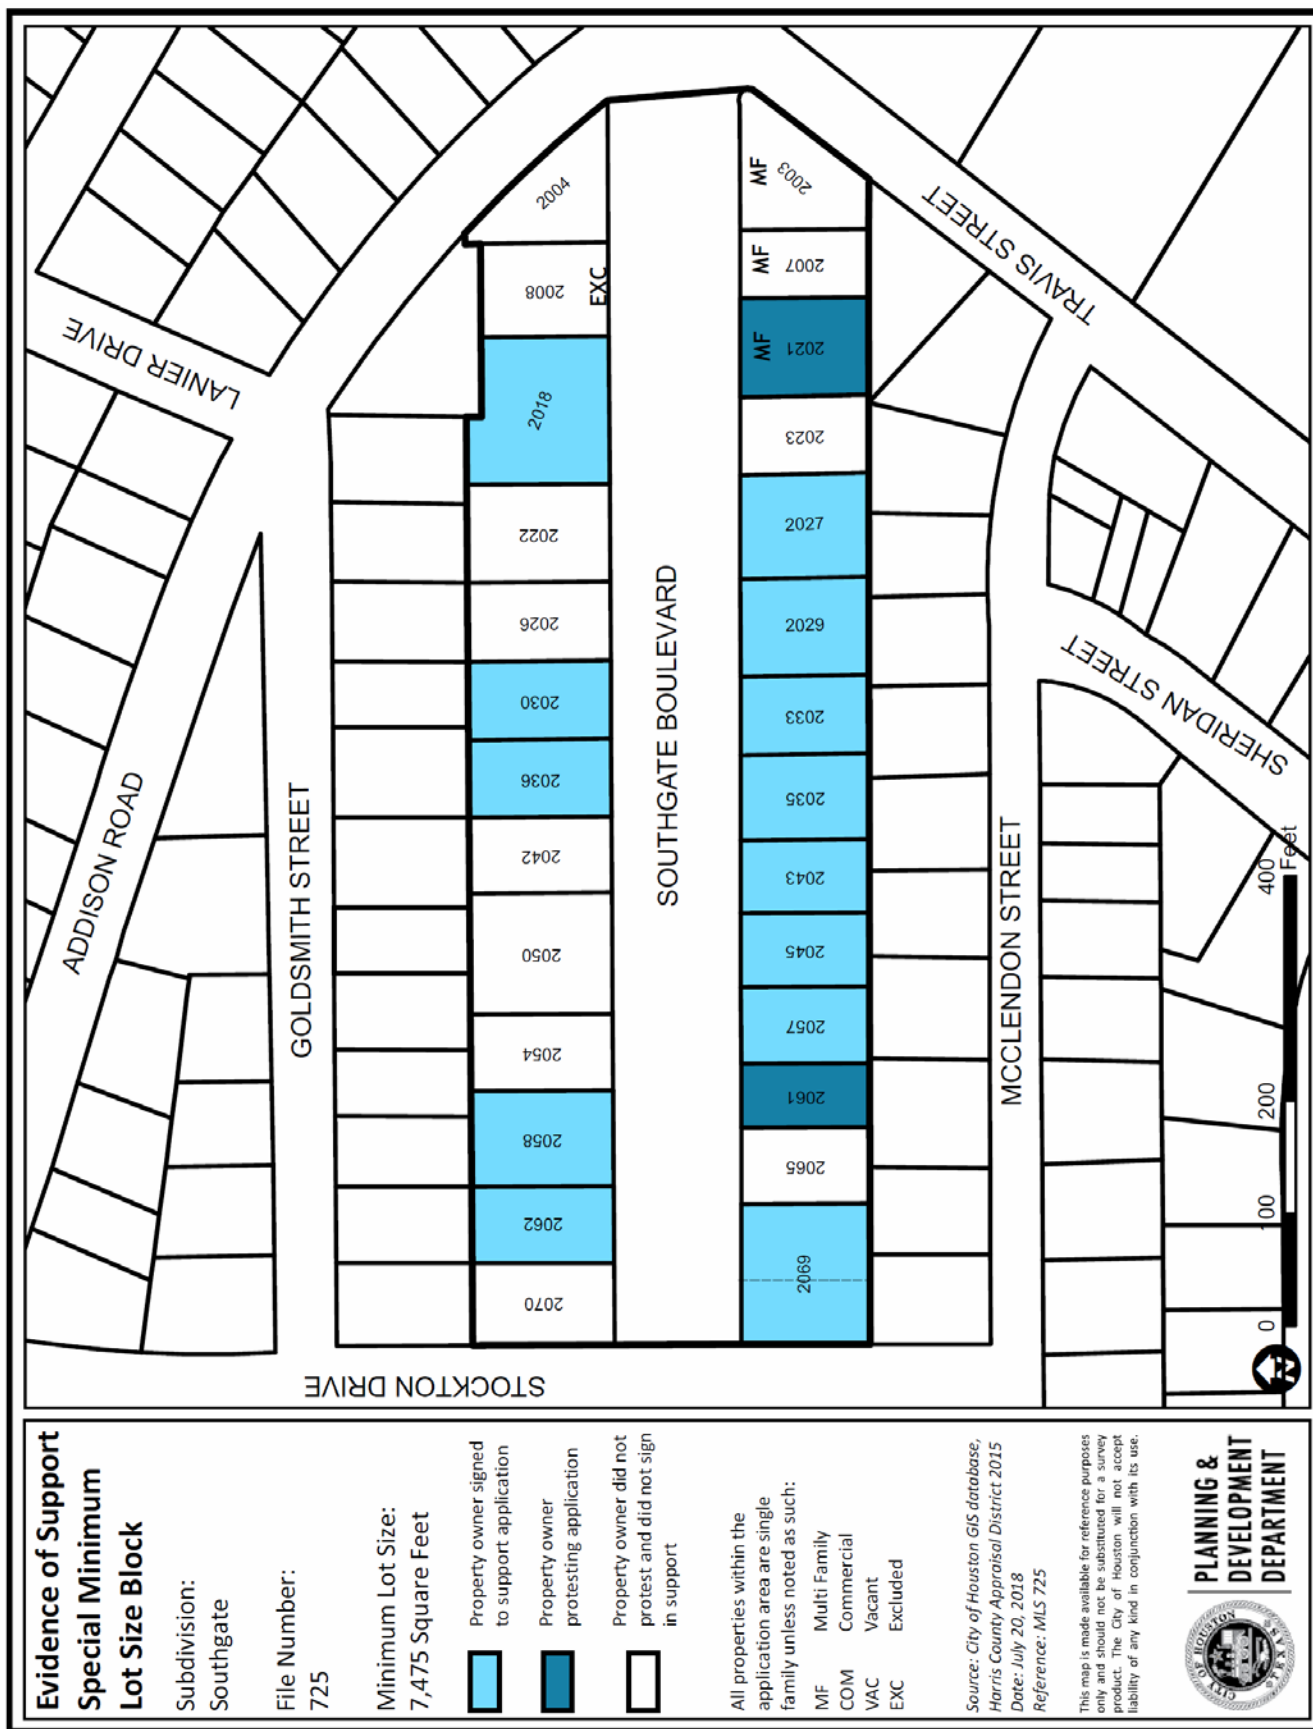 Evidence of Support
Special Minimum
Lot Size Block
Subdivision:
Southgate
File Number:
725
Minimum Lot Size:
7,475 Square Feet
Property owner signed
to support application
Property owner
protesting application
Property owner did not
protest and did not sign
in support
All properties within the
application area are single
family unless noted as such:
MF Multi Family
COM Commercial
VAC Vacant
EXC Excluded
Source: City of Houston GIS database,
Harris County Appraisal District 2015
Date: July 20, 2018
Reference: MLS 725
This map is made available for reference purposes
only and should not be substituted for a survey
product. The City of Houston will not accept
liability of any kind in conjunction with its use.
CITY OF HOUSTON
TEXAS
PLANNING &
DEVELOPMENT
DEPARTMENT
ADDISON ROAD
LANIER DRIVE
GOLDSMITH STREET
STOCKTON DRIVE
2070
2062
2058
2054
2050
2042
2036
2030
2026
2022
2018
2008
EXC
2004
SOUTHGATE BOULEVARD
2069
2065
2061
2057
2045
2043
2035
2033
2029
2027
2023
MF
2021
MF
2007
MF
2003
MCCLENDON STREET
TRAVIS STREET
SHERIDAN STREET
N
0 100 200 400
Feet